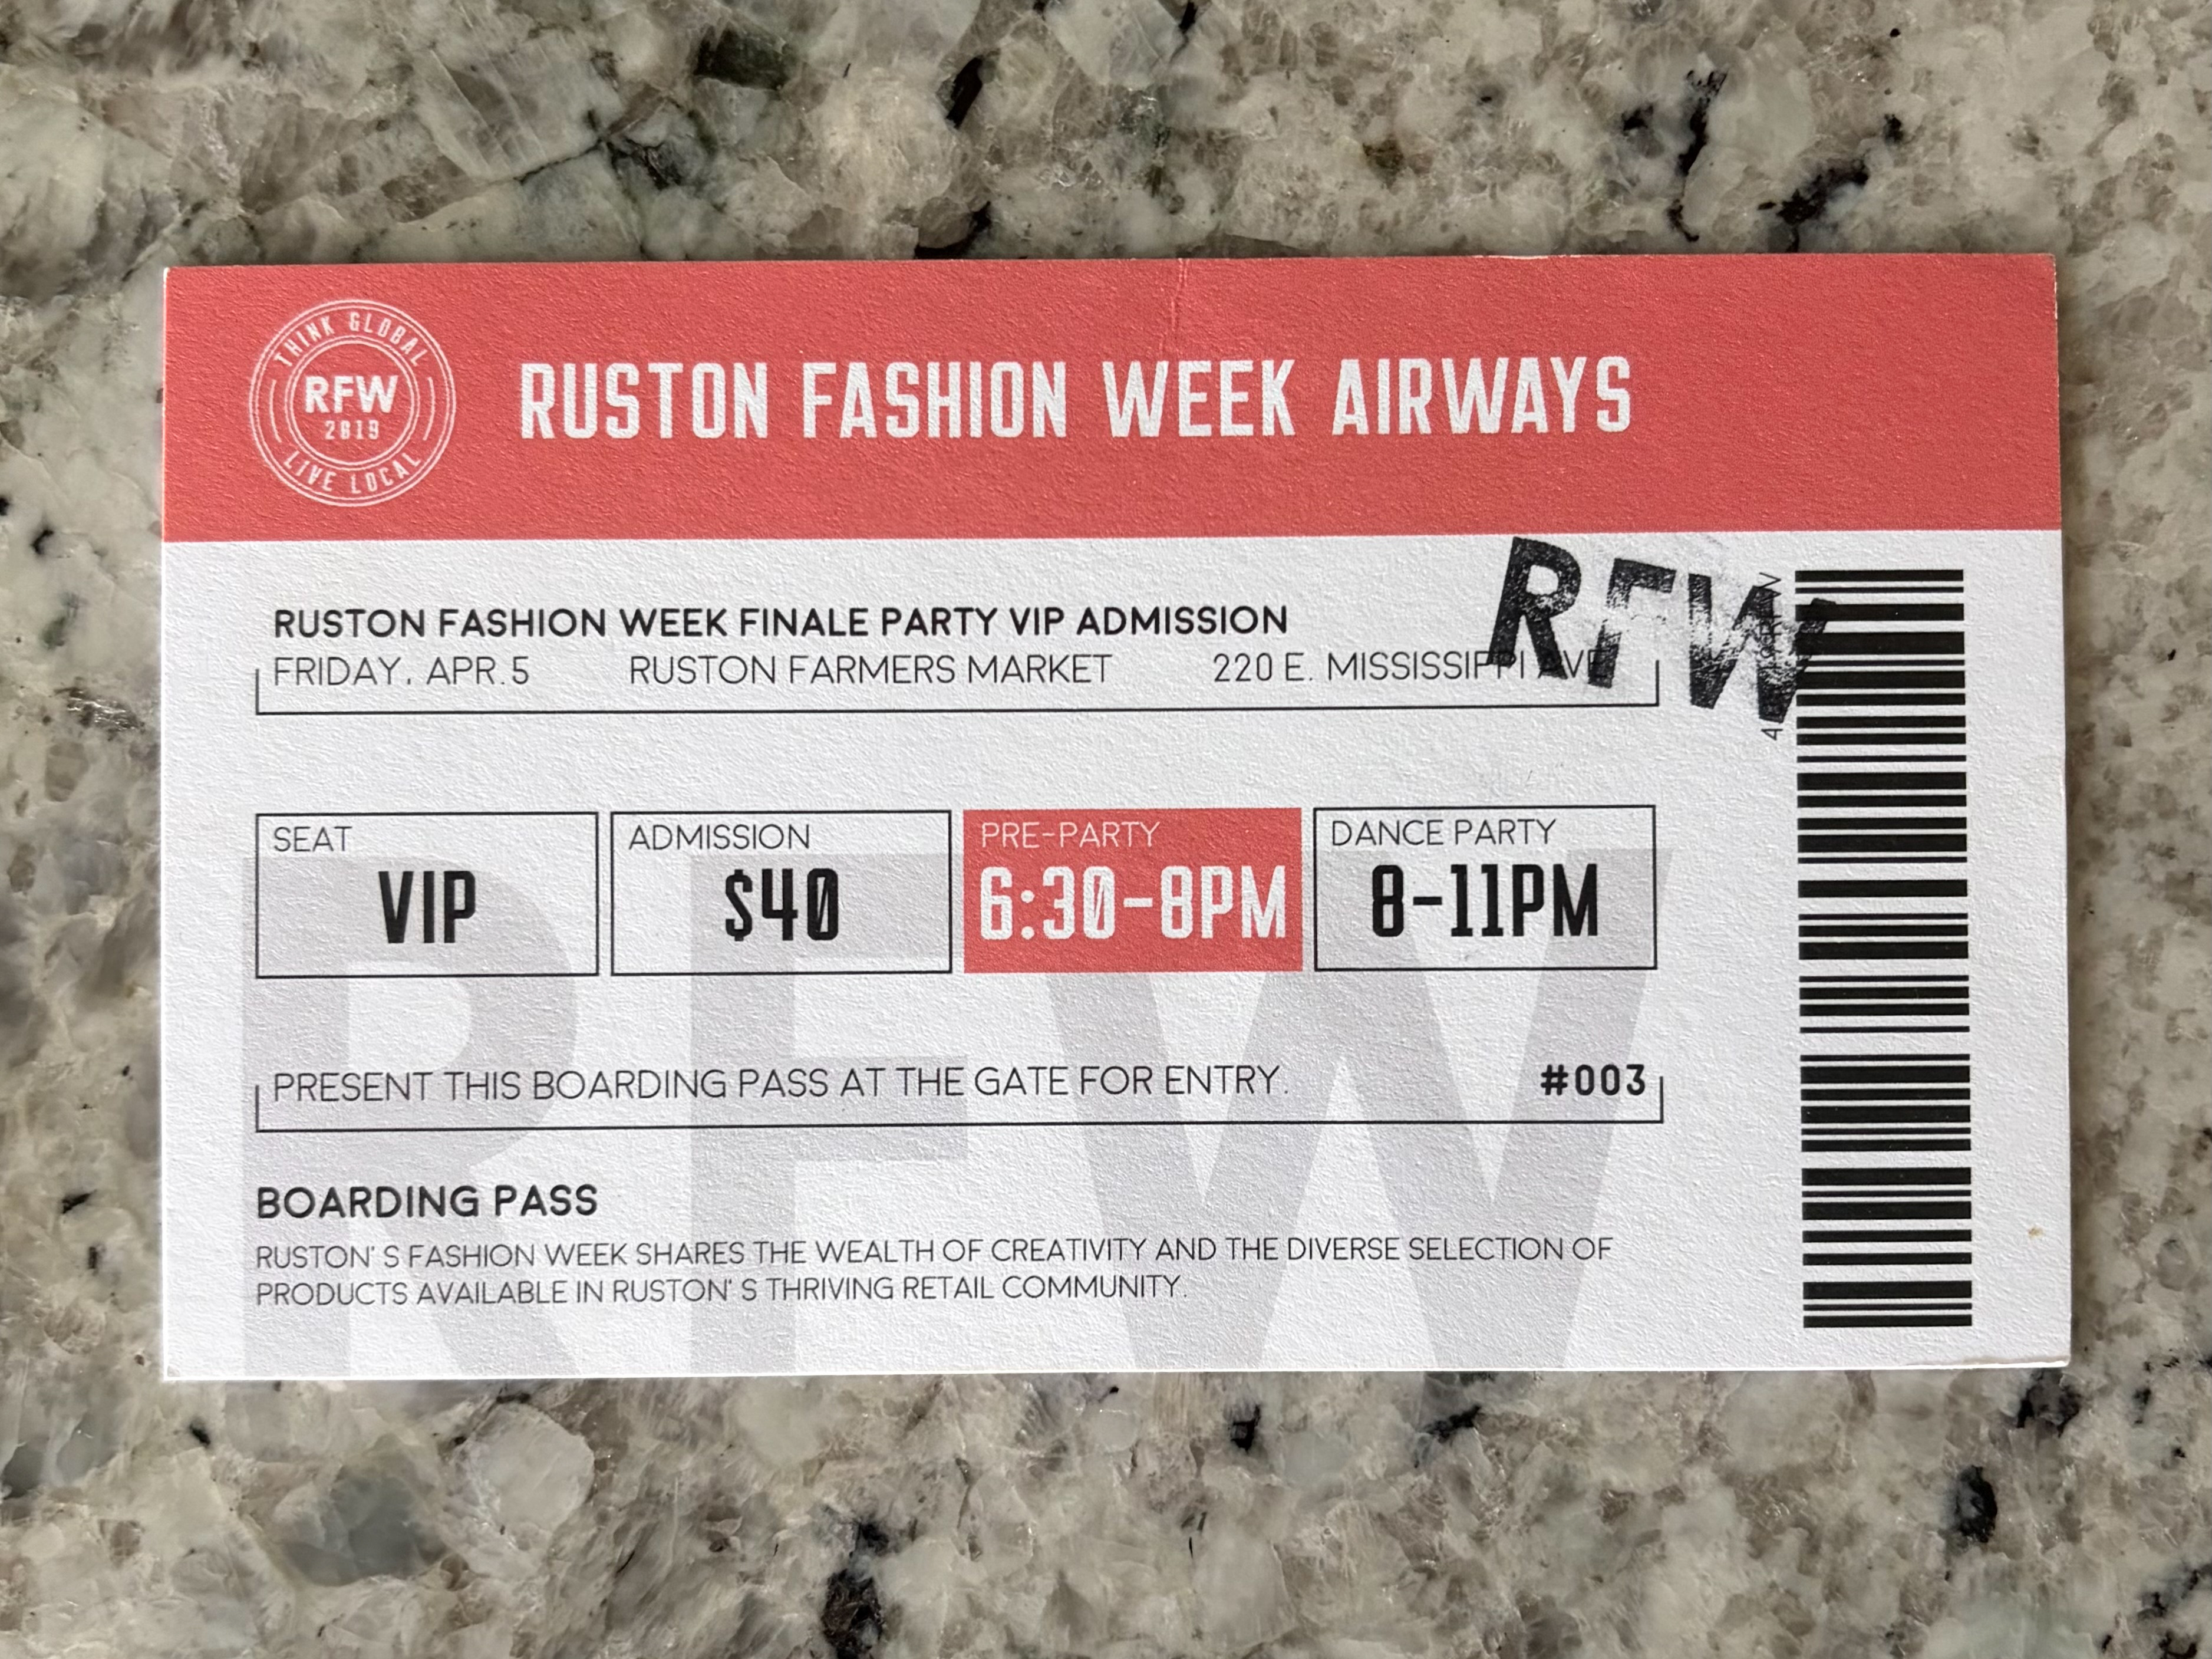 THINK GLOBAL
RFW
2019
LIVE LOCAL
RUSTON FASHION WEEK AIRWAYS
RFW
RUSTON FASHION WEEK FINALE PARTY VIP ADMISSION
FRIDAY, APR.5 RUSTON FARMERS MARKET 220 E. MISSISSIPPI AVE
SEAT ADMISSION PRE-PARTY DANCE PARTY
VIP $40 6:30-8PM 8-11PM
PRESENT THIS BOARDING PASS AT THE GATE FOR ENTRY. #003
RFW
BOARDING PASS
RUSTON' S FASHION WEEK SHARES THE WEALTH OF CREATIVITY AND THE DIVERSE SELECTION OF
PRODUCTS AVAILABLE IN RUSTON' S THRIVING RETAIL COMMUNITY.